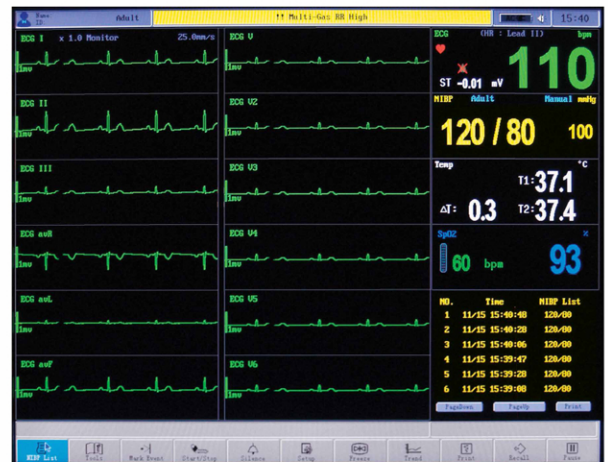 Name
ID:
Adult
!! Multi-Gas RR High
15:40
ECG I x 1.0 Monitor 25.0mm/s
1mv
ECG II
1mv
ECG III
1mv
ECG avR
1mv
ECG avL
1mv
ECG avF
1mv
ECG V
1mv
ECG V2
1mv
ECG V3
1mv
ECG V4
1mv
ECG V5
1mv
ECG V6
1mv
ECG (HR : Lead II) bpm
110
ST -0.01 mV
NIBP Adult Manual mmHg
120 / 80 100
Temp °C
T1: 37.1
ΔT: 0.3 T2: 37.4
SpO2 %
60 bpm 93
NO. Time NIBP List
1 11/15 15:40:48 120/80
2 11/15 15:40:28 120/80
3 11/15 15:40:06 120/80
4 11/15 15:39:47 120/80
5 11/15 15:39:28 120/80
6 11/15 15:39:08 120/80
PageDown PageUp Print
NIBP List Tools Mark Event Start/Stop Silence Setup Freeze Trend Print Recall Pause